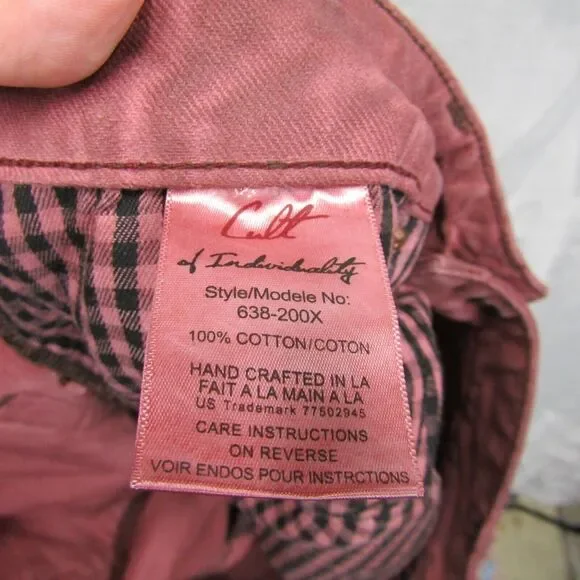 Cult
of Individuality
Style/Modele No:
638-200X
100% COTTON/COTON
HAND CRAFTED IN LA
FAIT A LA MAIN A LA
US Trademark 77502945
CARE INSTRUCTIONS
ON REVERSE
VOIR ENDOS POUR INSTRCTIONS